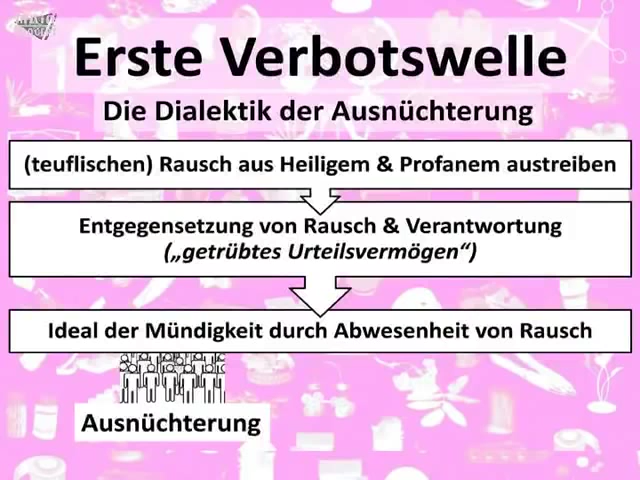 Erste Verbotswelle
Die Dialektik der Ausnüchterung
(teuflischen) Rausch aus Heiligem & Profanem austreiben
Entgegensetzung von Rausch & Verantwortung
(„getrübtes Urteilsvermögen“)
Ideal der Mündigkeit durch Abwesenheit von Rausch
Ausnüchterung